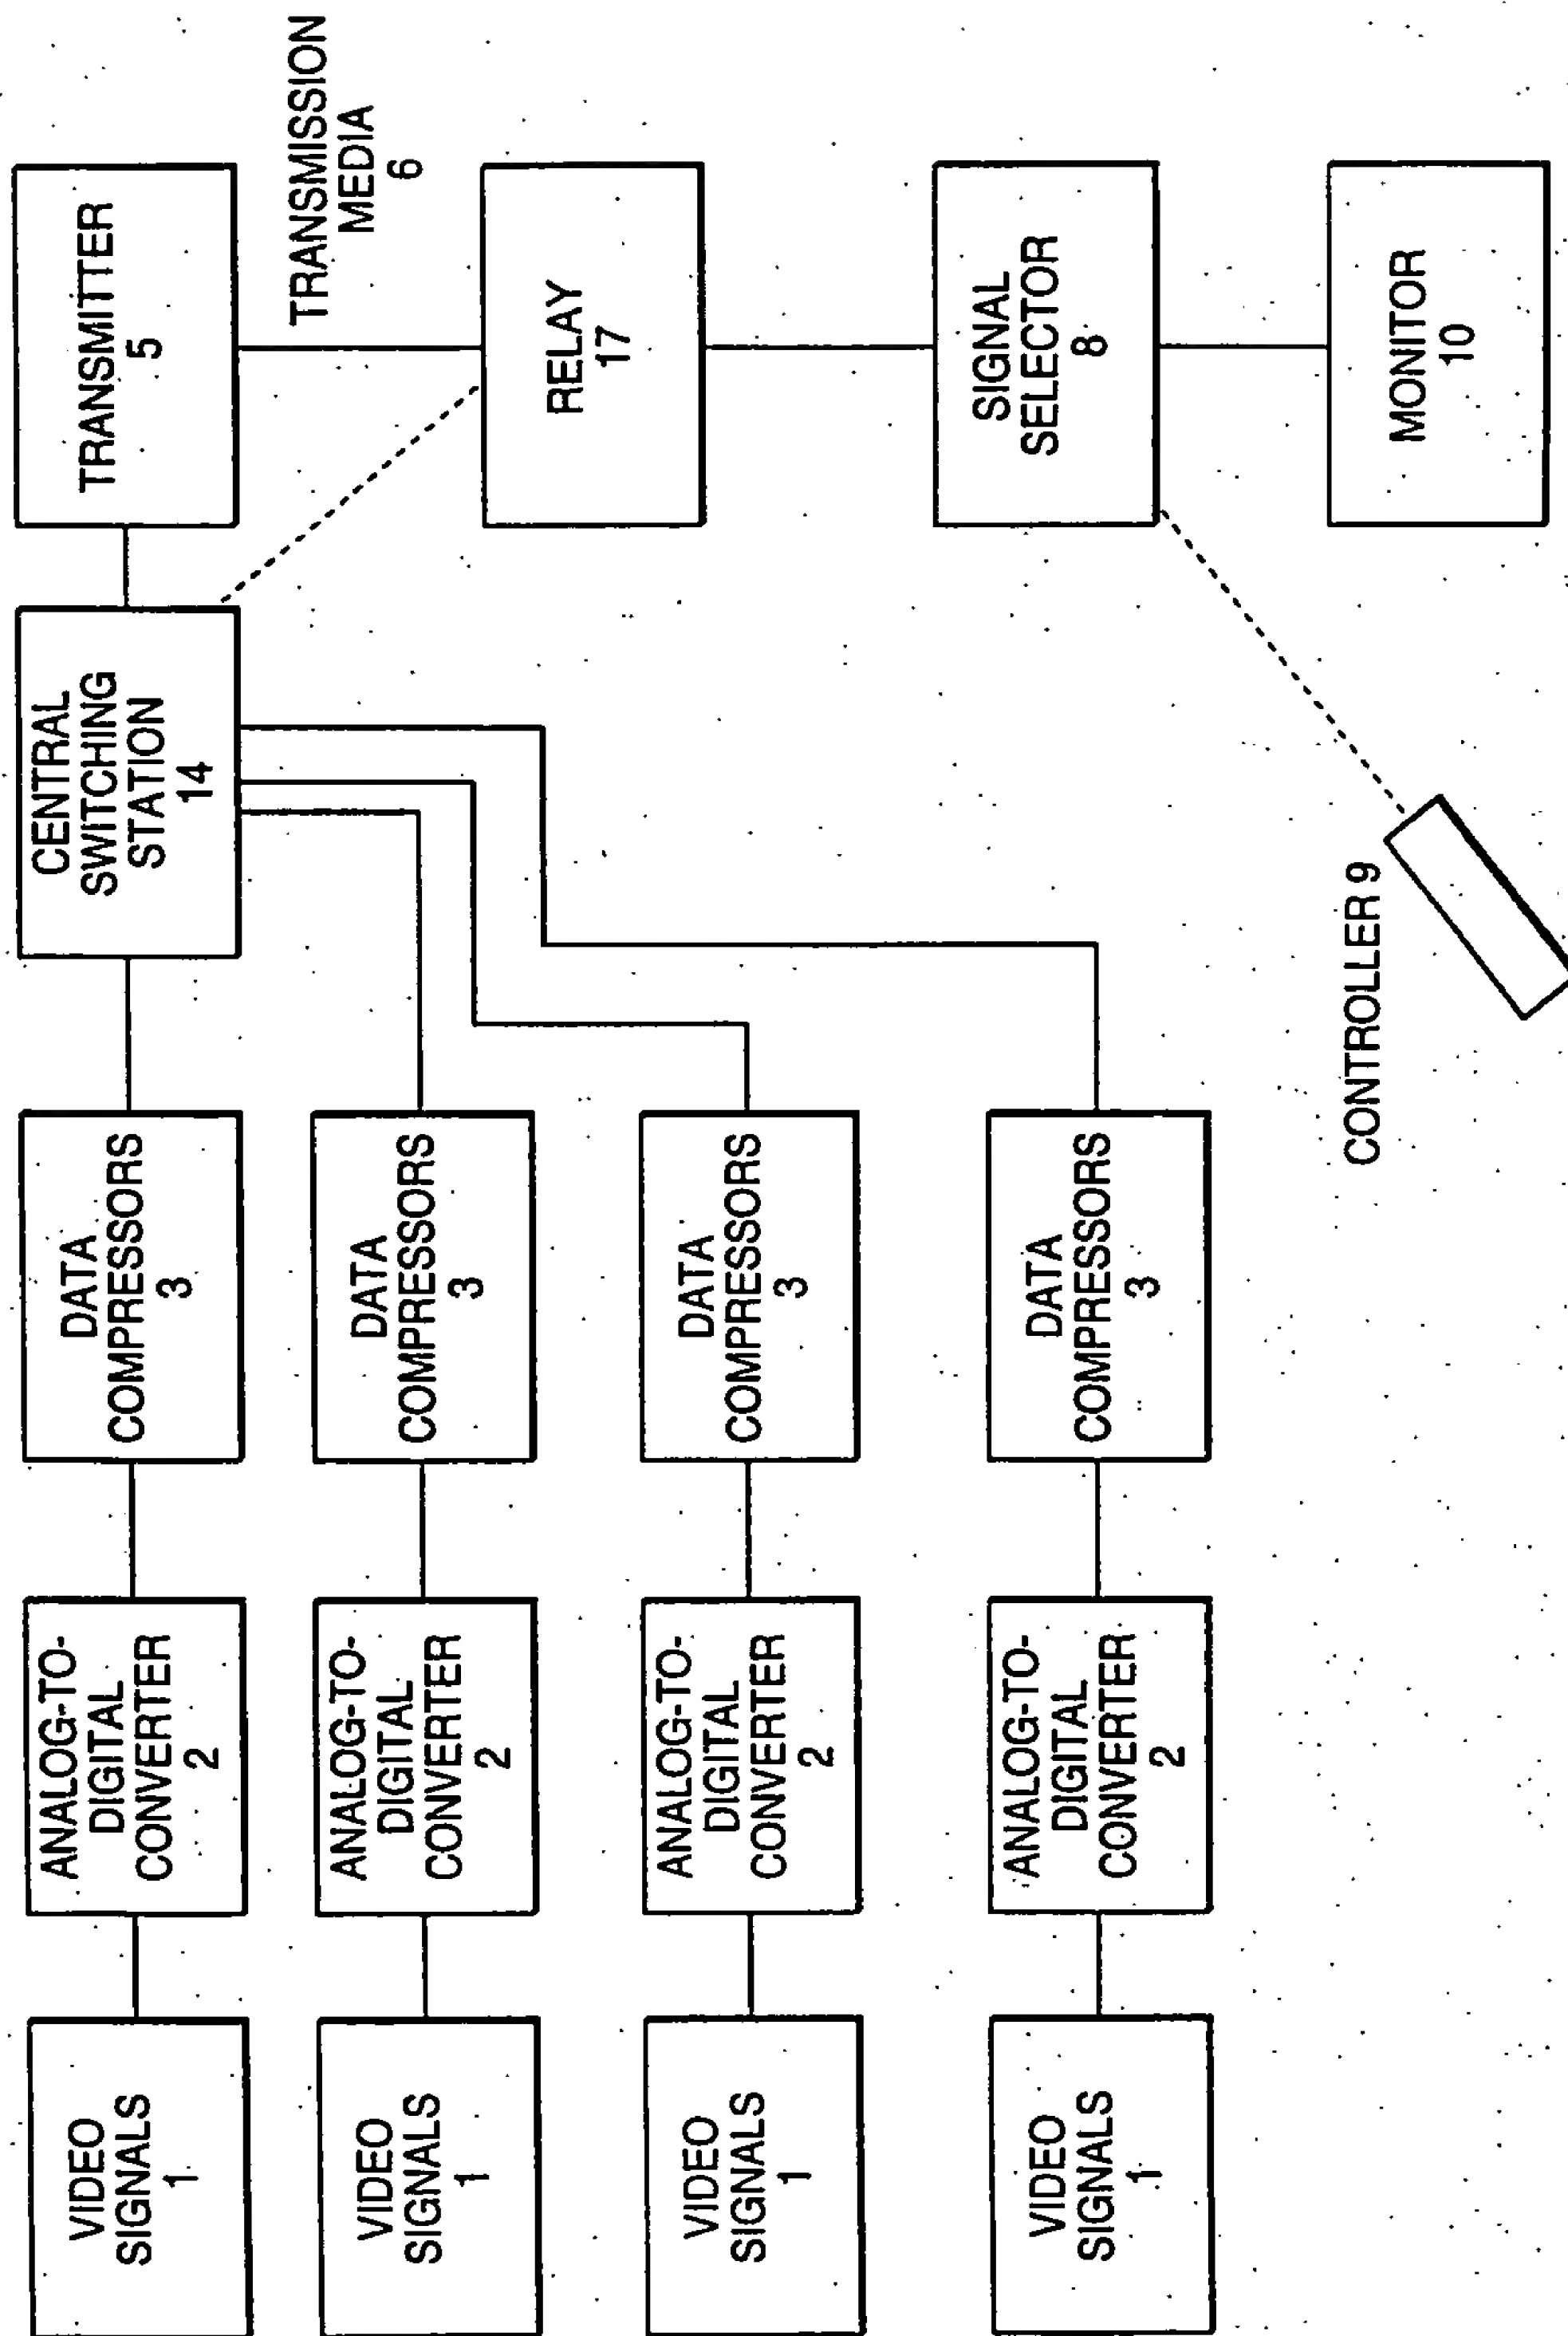 VIDEO
SIGNALS
1
ANALOG-TO-
DIGITAL
CONVERTER
2
DATA
COMPRESSORS
3
CENTRAL
SWITCHING
STATION
14
TRANSMITTER
5
TRANSMISSION
MEDIA
6
VIDEO
SIGNALS
1
ANALOG-TO-
DIGITAL
CONVERTER
2
DATA
COMPRESSORS
3
RELAY
17
VIDEO
SIGNALS
1
ANALOG-TO-
DIGITAL
CONVERTER
2
DATA
COMPRESSORS
3
SIGNAL
SELECTOR
8
VIDEO
SIGNALS
1
ANALOG-TO-
DIGITAL
CONVERTER
2
DATA
COMPRESSORS
3
CONTROLLER 9
MONITOR
10